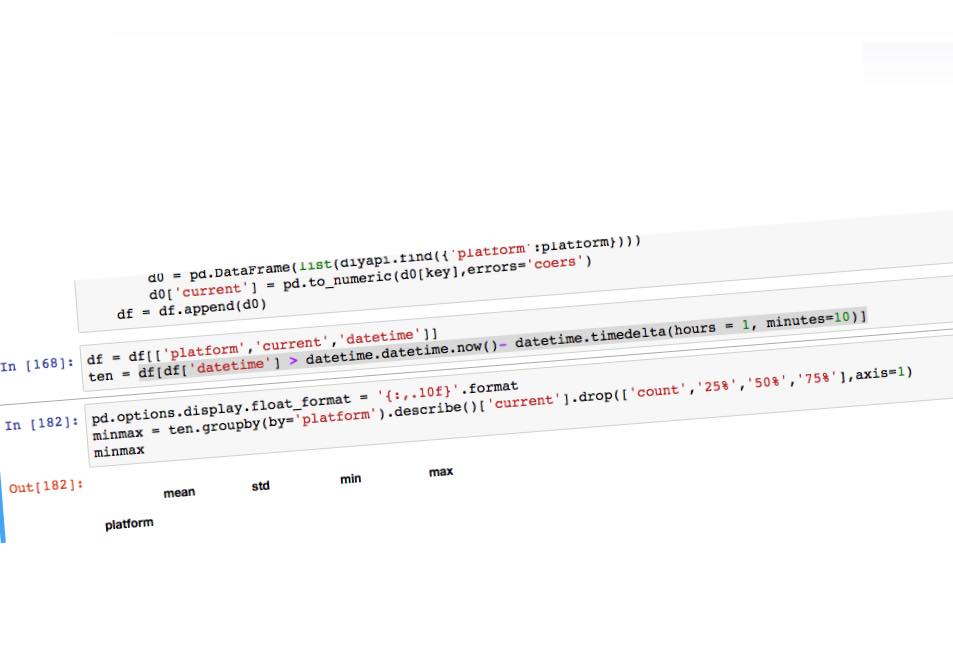 d0 = pd.DataFrame(list(diyapi.find({'platform':platform})))
d0['current'] = pd.to_numeric(d0[key],errors='coers')
df = df.append(d0)
In [168]:
df = df[['platform','current','datetime']]
ten = df[df['datetime'] > datetime.datetime.now()- datetime.timedelta(hours = 1, minutes=10)]
In [182]:
pd.options.display.float_format = '{:,.10f}'.format
minmax = ten.groupby(by='platform').describe()['current'].drop(['count','25%','50%','75%'],axis=1)
minmax
Out[182]:
mean std min max
platform